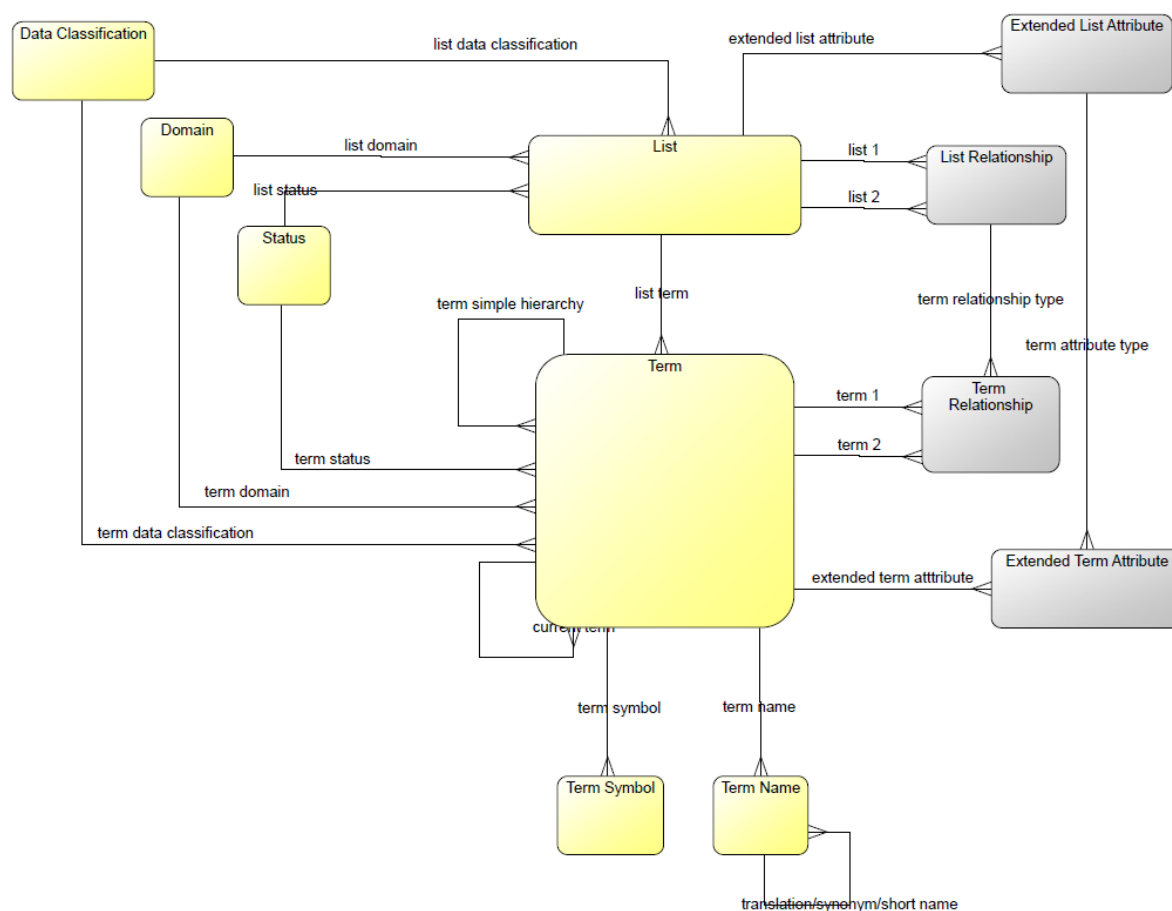 Data Classification
Extended List Attribute
list data classification
extended list attribute
Domain
List
List Relationship
list domain
list 1
list status
list 2
Status
list term
term relationship type
term simple hierarchy
term attribute type
Term
Term
Relationship
term 1
term 2
term status
term domain
term data classification
Extended Term Attribute
extended term atttribute
current term
term symbol
term name
Term Symbol
Term Name
translation/synonym/short name